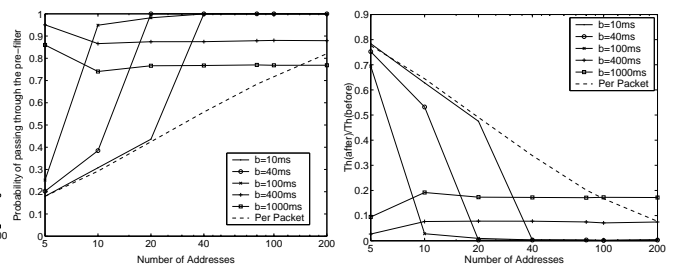 Probability of passing through the pre-filter
1
0.9
0.8
0.7
0.6
0.5
0.4
0.3
0.2
0.1
0
5 10 20 40 100 200
Number of Addresses
b=10ms
b=40ms
b=100ms
b=400ms
b=1000ms
Per Packet
00
Th(after)/Th(before)
0.9
0.8
0.7
0.6
0.5
0.4
0.3
0.2
0.1
0
5 10 20 40 100 200
Number of Addresses
b=10ms
b=40ms
b=100ms
b=400ms
b=1000ms
Per Packet